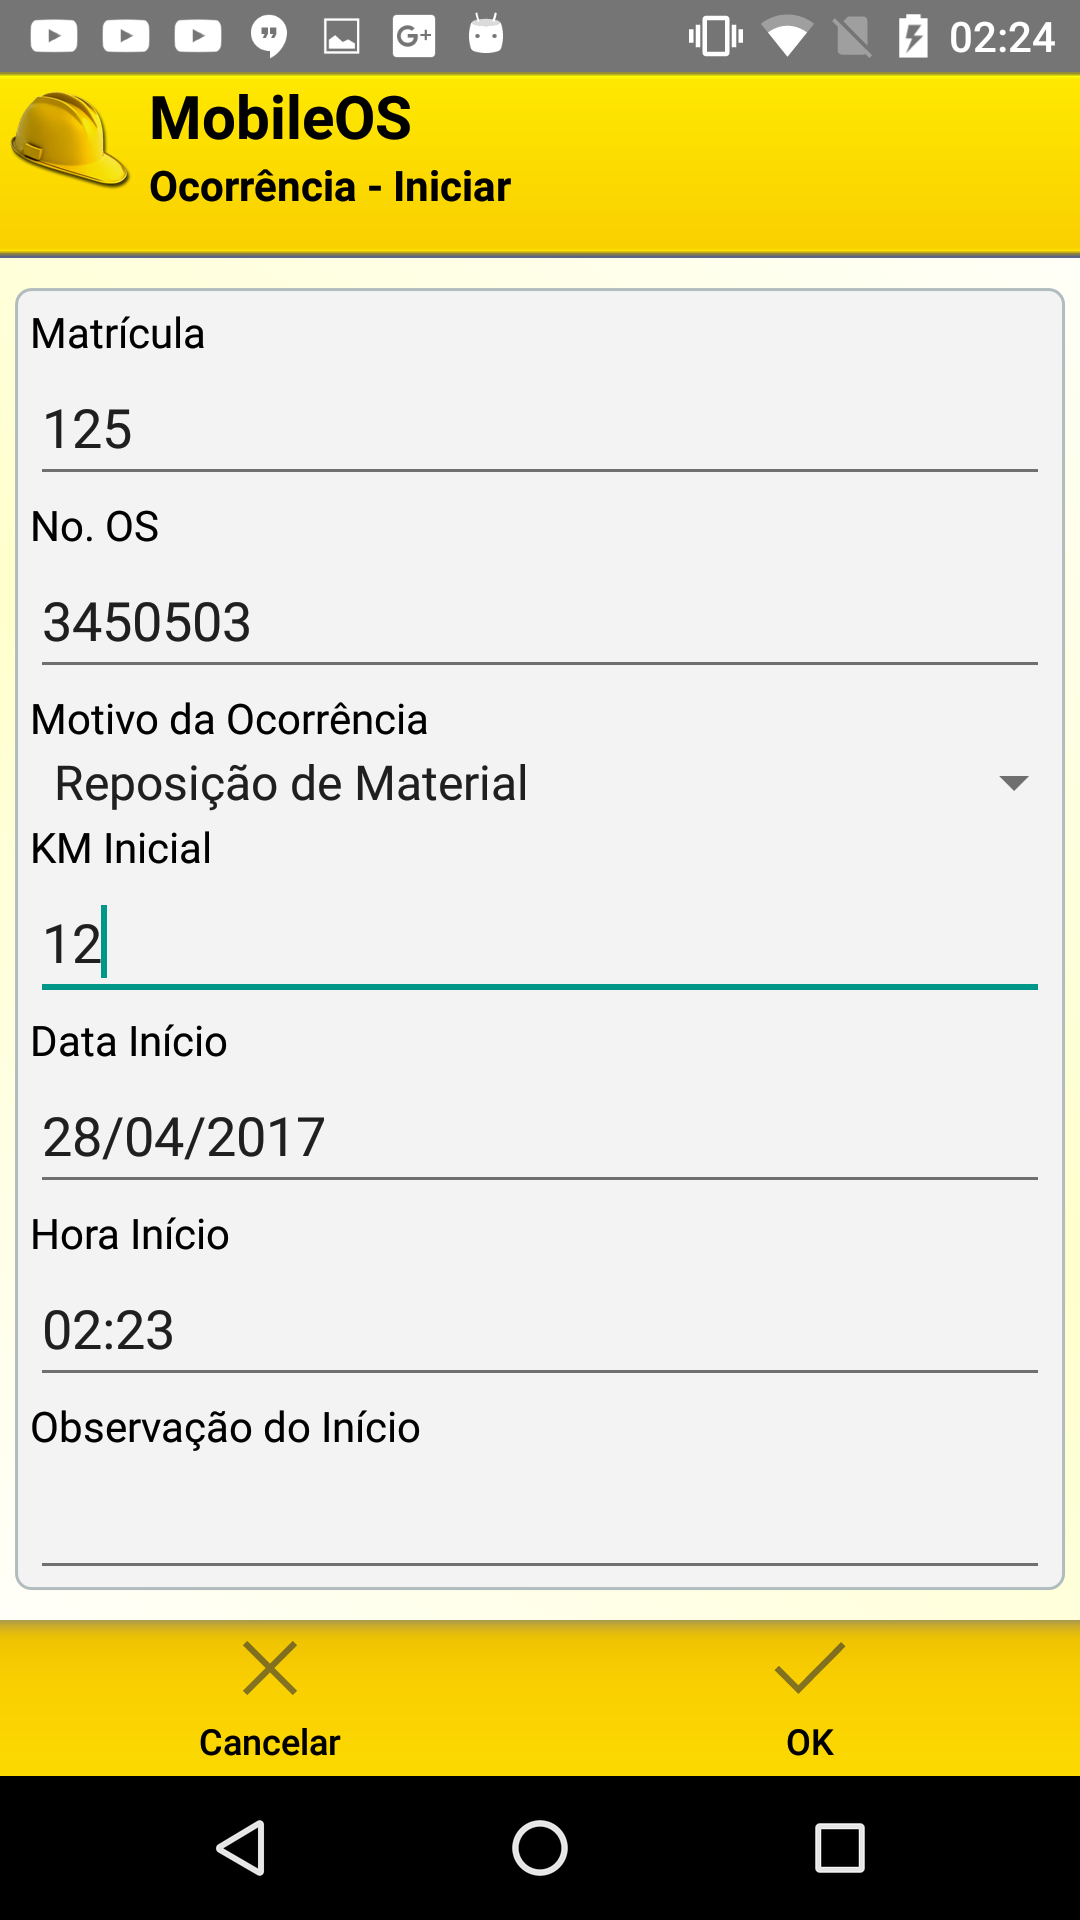 02:24
MobileOS
Ocorrência - Iniciar
Matrícula
125
No. OS
3450503
Motivo da Ocorrência
Reposição de Material
KM Inicial
12
Data Início
28/04/2017
Hora Início
02:23
Observação do Início
Cancelar
OK